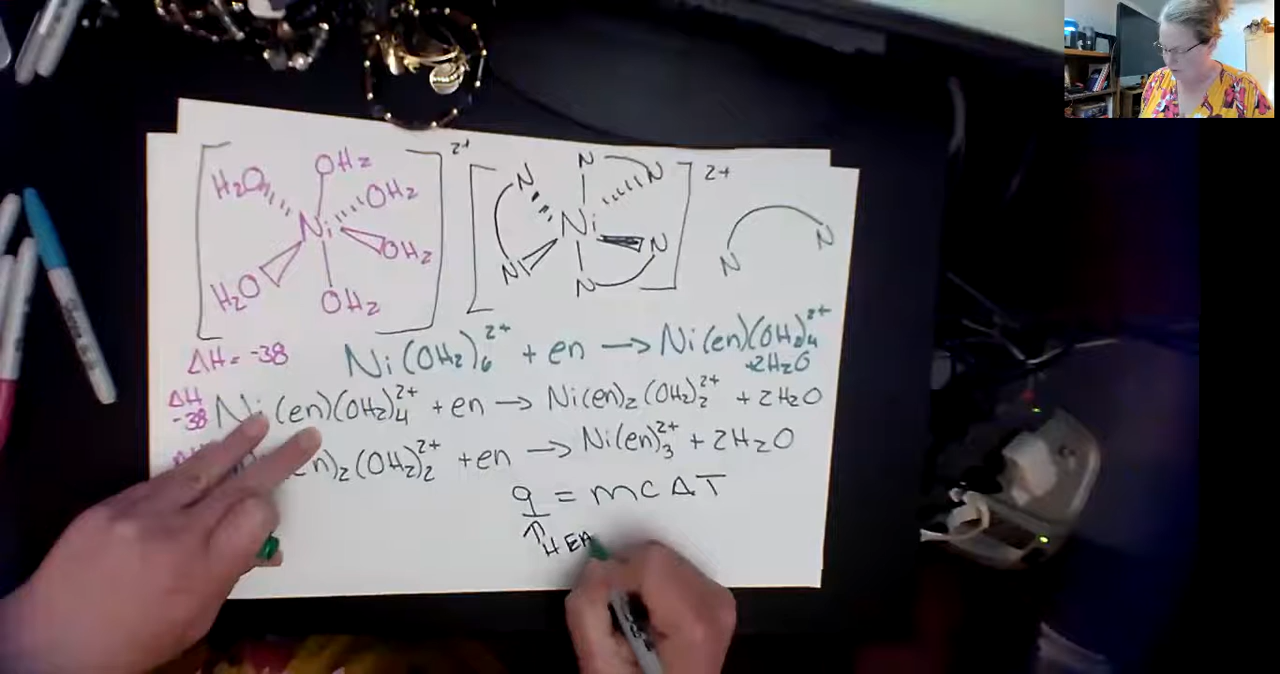 2+
OH2
H2O OH2
Ni
OH2
H2O
OH2
2+
N N
N
Ni
N
N
N
N N
ΔH = -38 Ni(OH2)6 2+ + en → Ni(en)(OH2)4 2+
+2H2O
ΔH
-38 Ni(en)(OH2)4 2+ + en → Ni(en)2(OH2)2 2+ + 2H2O
n)2(OH2)2 2+ + en → Ni(en)3 2+ + 2H2O
q = mcΔT
↑HEA